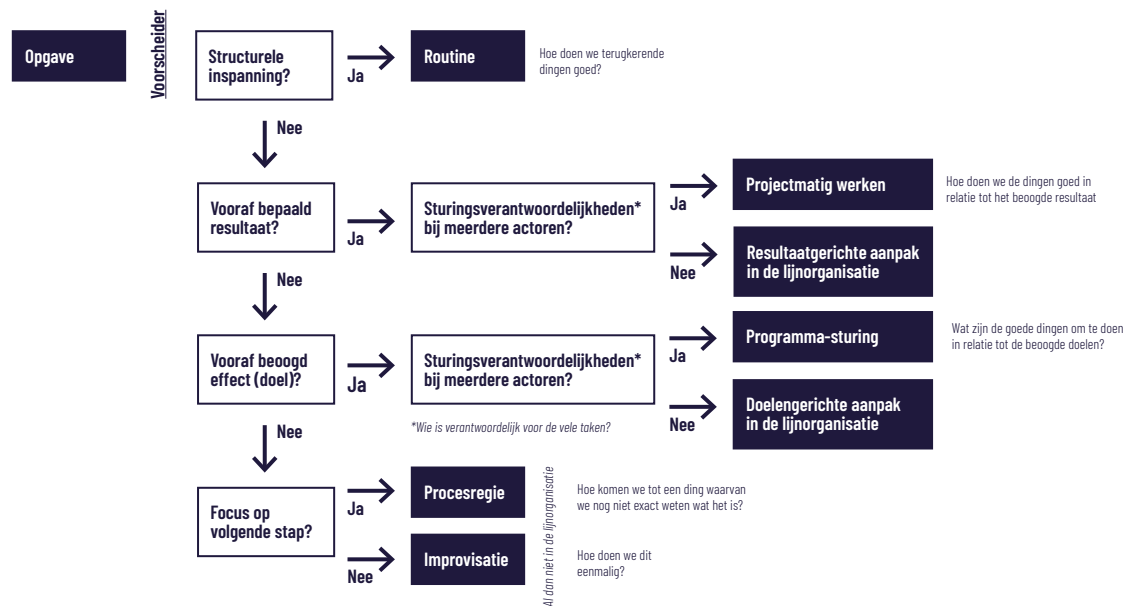 Opgave
Voorscheider
Structurele
inspanning?
Ja
Routine
Hoe doen we terugkerende
dingen goed?
Nee
Vooraf bepaald
resultaat?
Ja
Sturingsverantwoordelijkheden*
bij meerdere actoren?
Ja
Projectmatig werken
Hoe doen we de dingen goed in
relatie tot het beoogde resultaat
Nee
Resultaatgerichte aanpak
in de lijnorganisatie
Nee
Vooraf beoogd
effect (doel)?
Ja
Sturingsverantwoordelijkheden*
bij meerdere actoren?
Ja
Programma-sturing
Wat zijn de goede dingen om te doen
in relatie tot de beoogde doelen?
Nee
Doelengerichte aanpak
in de lijnorganisatie
*Wie is verantwoordelijk voor de vele taken?
Nee
Focus op
volgende stap?
Ja
Procesregie
Hoe komen we tot een ding waarvan
we nog niet exact weten wat het is?
Nee
Improvisatie
Hoe doen we dit
eenmalig?
Al dan niet in de lijnorganisatie